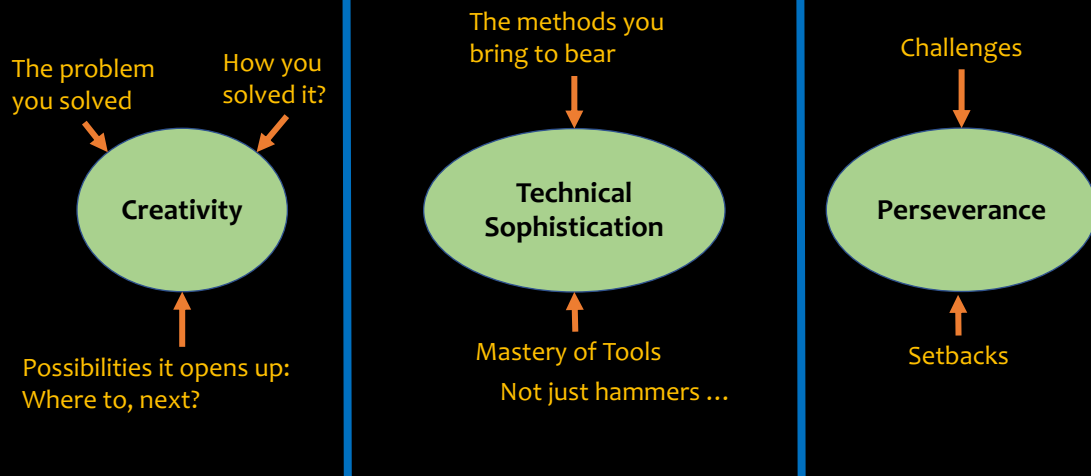 The problem
you solved
How you
solved it?
Creativity
Possibilities it opens up:
Where to, next?
The methods you
bring to bear
Technical
Sophistication
Mastery of Tools
Not just hammers ...
Challenges
Perseverance
Setbacks